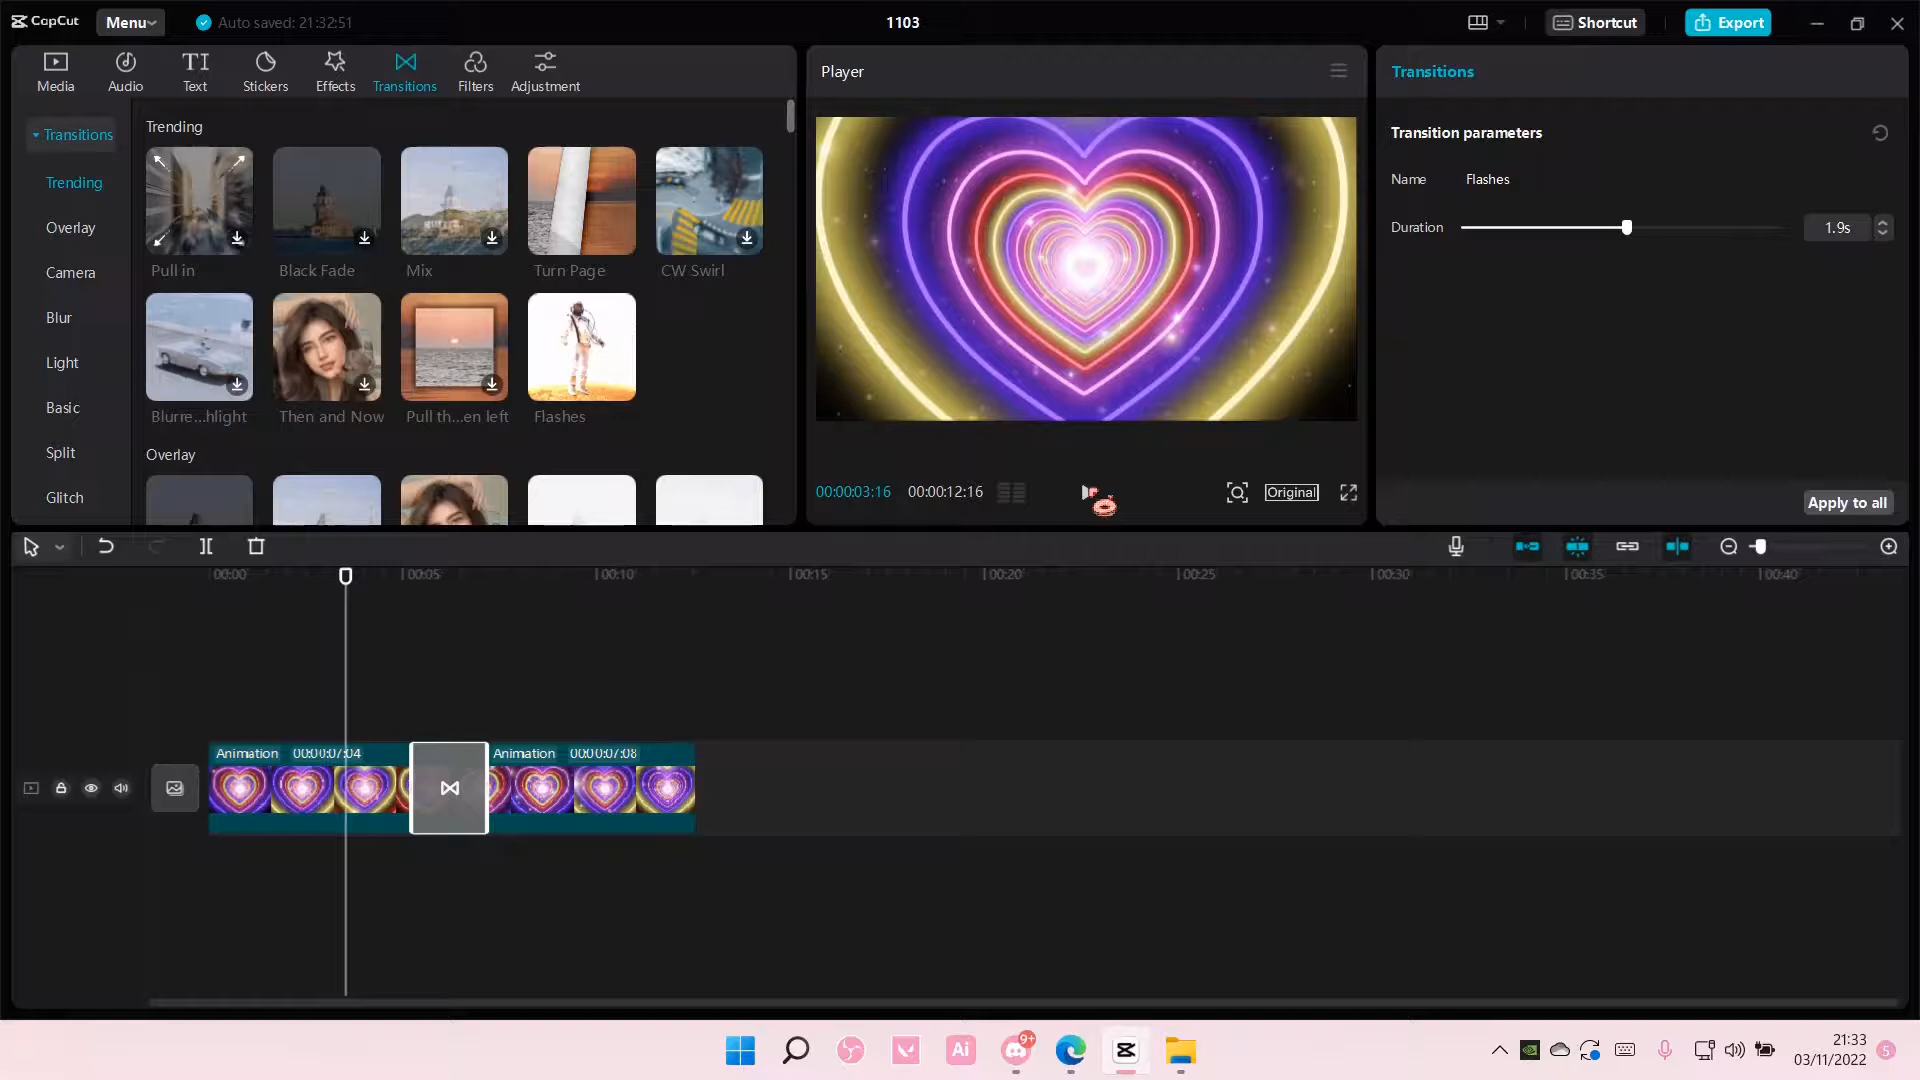 CapCut
Menu
Auto saved: 21:32:51
1103
Shortcut
Export
Media
Audio
TI
Text
Stickers
Effects
Transitions
Filters
Adjustment
Transitions
Trending
Overlay
Camera
Blur
Light
Basic
Split
Glitch
Trending
Pull in
Black Fade
Mix
Turn Page
CW Swirl
Blurre...hlight
Then and Now
Pull th...en left
Flashes
Overlay
Player
00:00:03:16
00:00:12:16
Original
Transitions
Transition parameters
Name
Flashes
Duration
1.9s
Apply to all
00:00
00:05
00:10
00:15
00:20
00:25
00:30
00:35
00:40
Animation 00:00:07:04
Animation 00:00:07:08
Ai
9+
21:33
03/11/2022
5